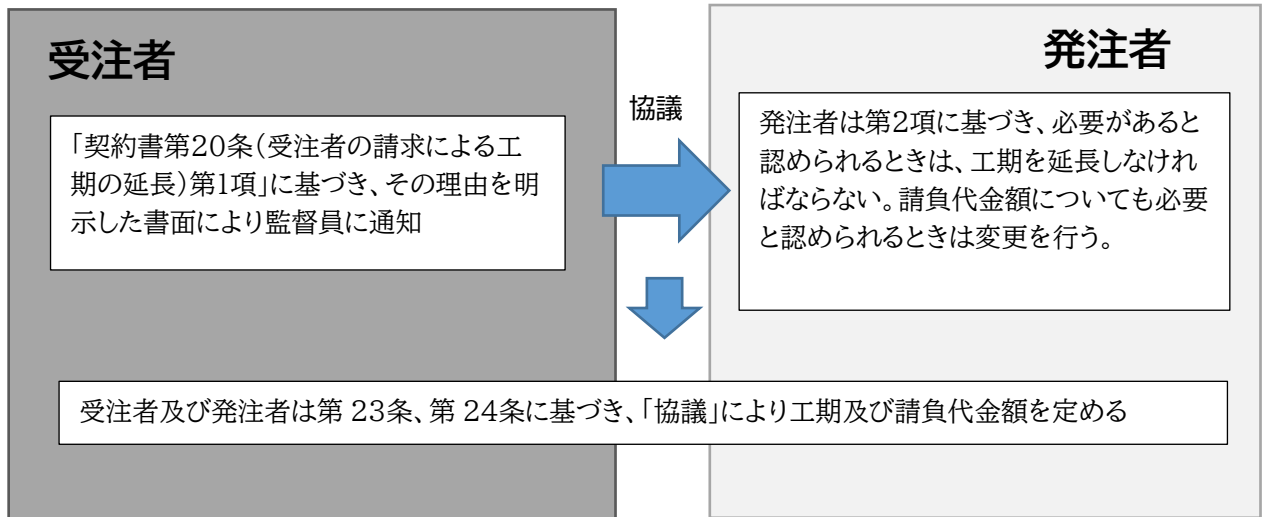 受注者
「契約書第20条(受注者の請求による工
期の延長)第1項」に基づき、その理由を明
示した書面により監督員に通知
協議
発注者
発注者は第2項に基づき、必要があると
認められるときは、工期を延長しなけれ
ばならない。請負代金額についても必要
と認められるときは変更を行う。
受注者及び発注者は第 23条、第 24条に基づき、「協議」により工期及び請負代金額を定める